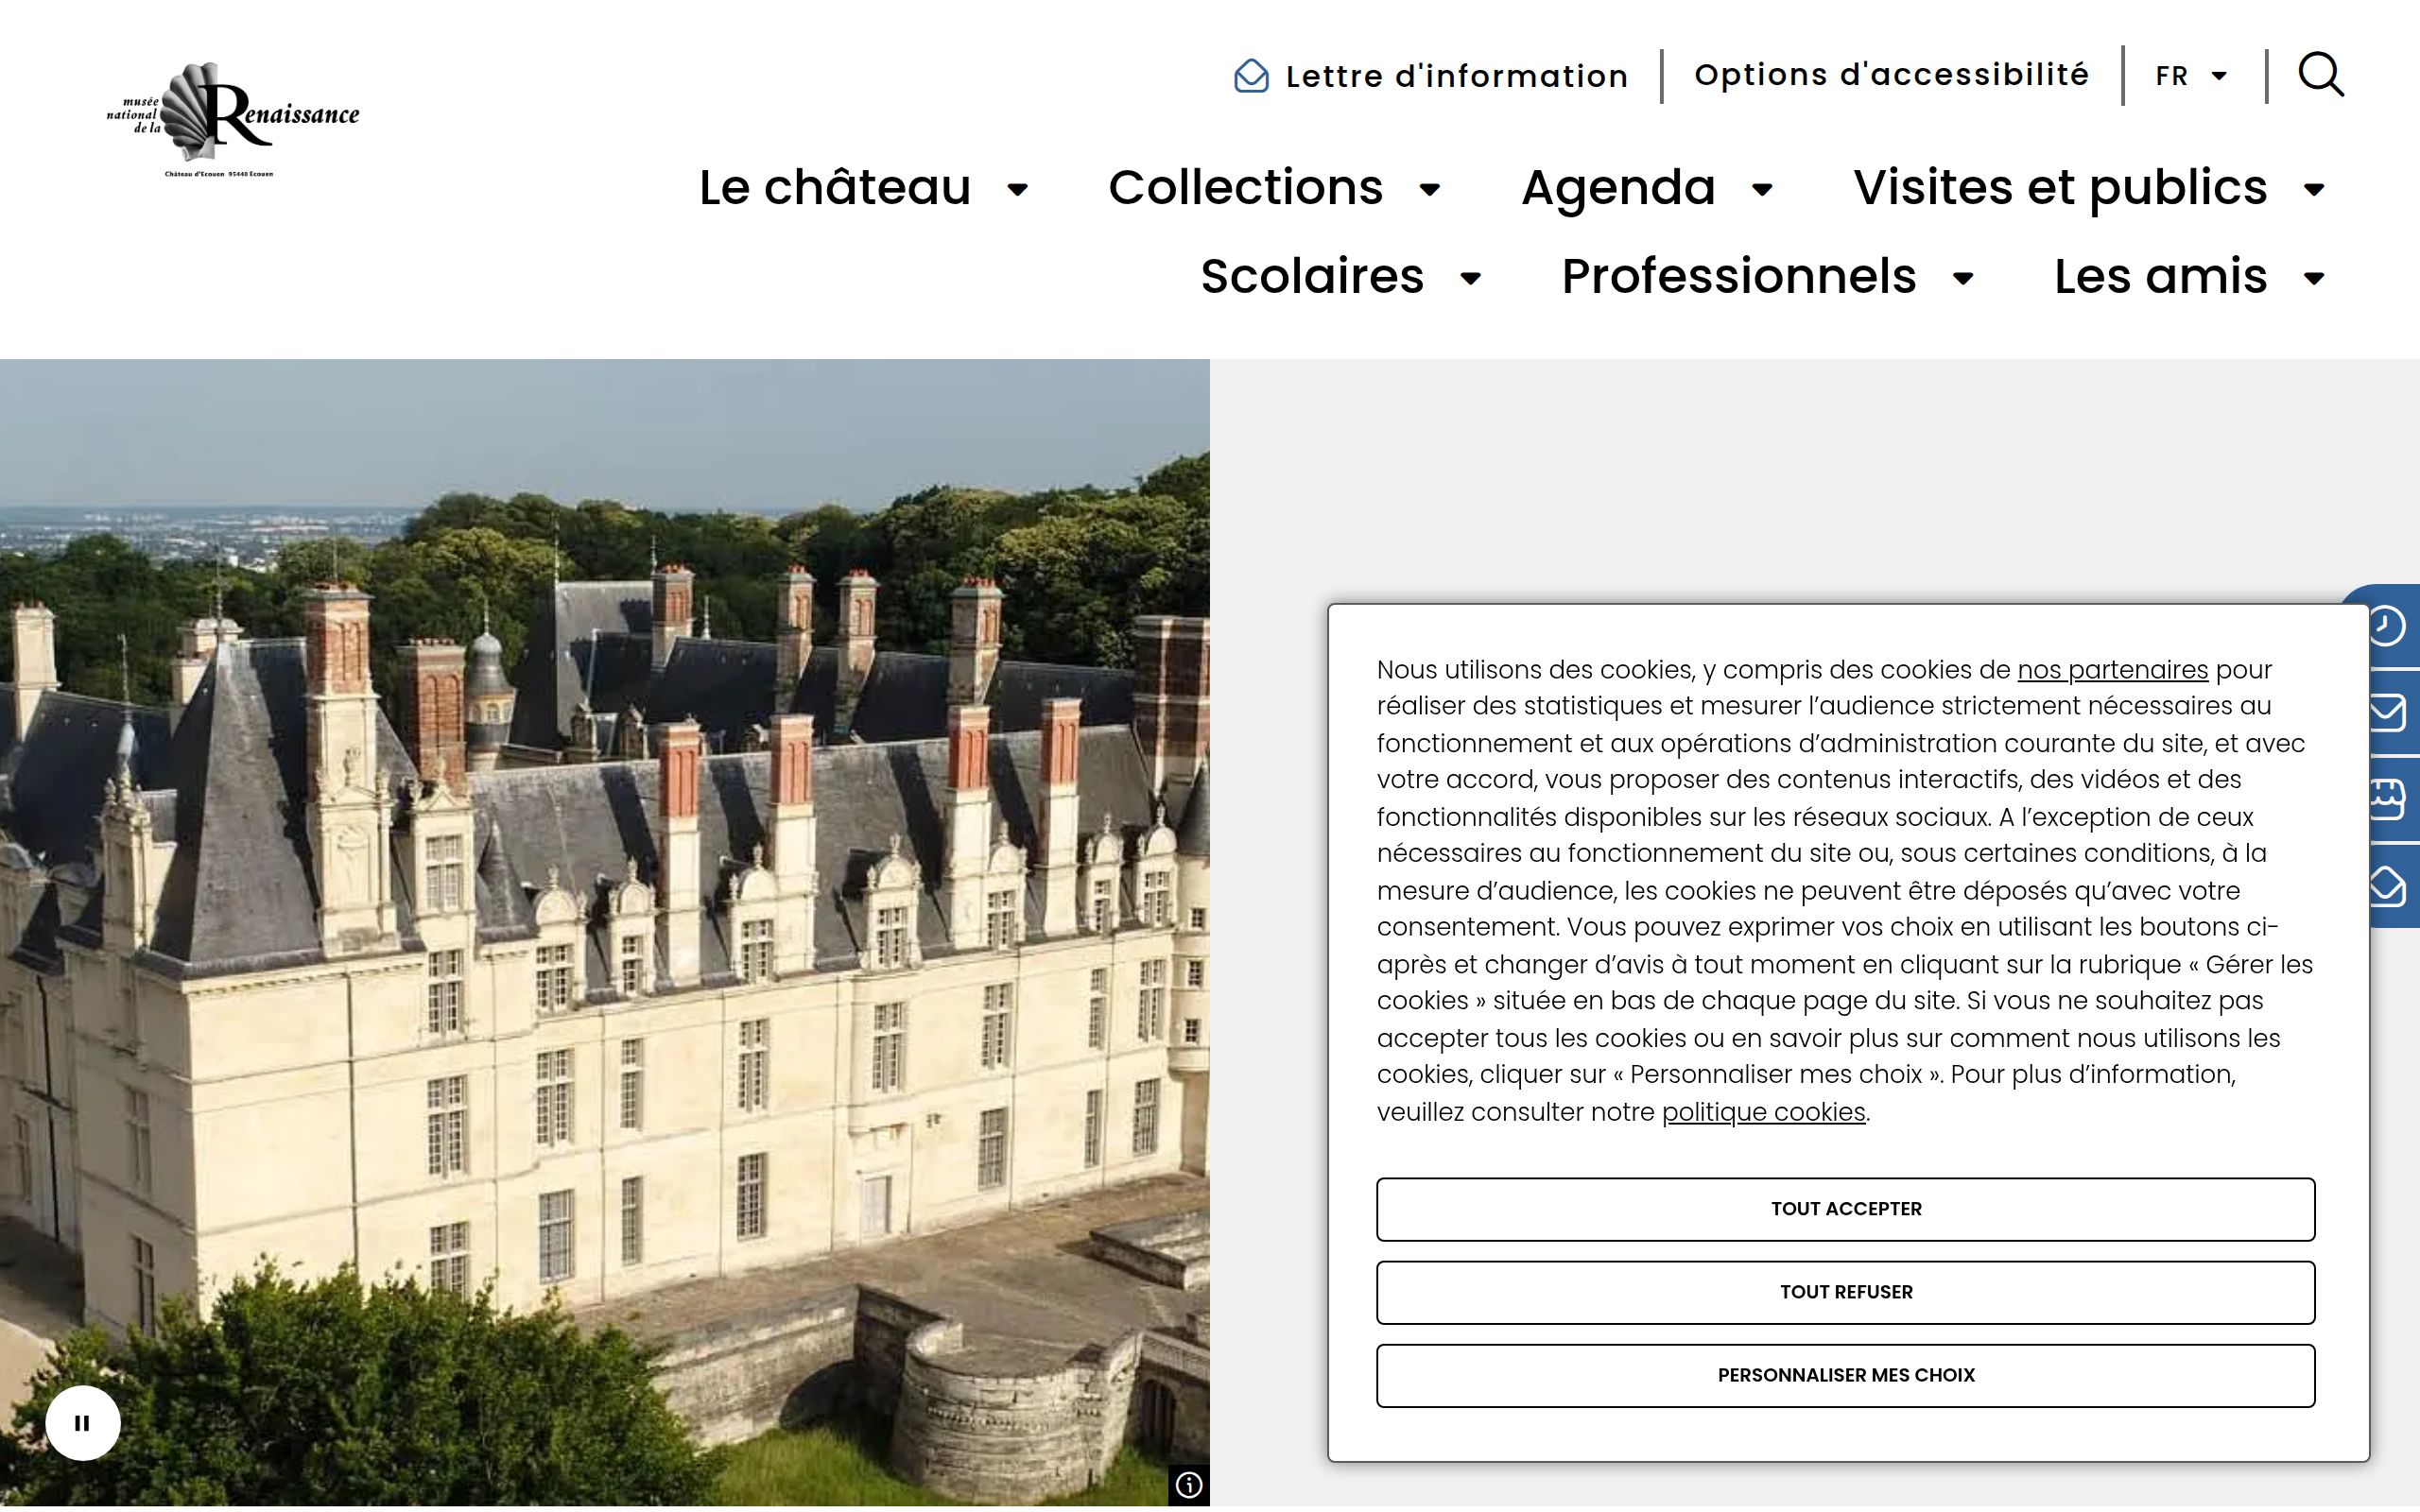 musée
national
de la
Renaissance
Château d'Ecouen 95440 Ecouen
Lettre d'information
Options d'accessibilité
FR
Le château
Collections
Agenda
Visites et publics
Scolaires
Professionnels
Les amis
Nous utilisons des cookies, y compris des cookies de nos partenaires pour
réaliser des statistiques et mesurer l’audience strictement nécessaires au
fonctionnement et aux opérations d’administration courante du site, et avec
votre accord, vous proposer des contenus interactifs, des vidéos et des
fonctionnalités disponibles sur les réseaux sociaux. A l’exception de ceux
nécessaires au fonctionnement du site ou, sous certaines conditions, à la
mesure d’audience, les cookies ne peuvent être déposés qu’avec votre
consentement. Vous pouvez exprimer vos choix en utilisant les boutons ci-
après et changer d’avis à tout moment en cliquant sur la rubrique « Gérer les
cookies » située en bas de chaque page du site. Si vous ne souhaitez pas
accepter tous les cookies ou en savoir plus sur comment nous utilisons les
cookies, cliquer sur « Personnaliser mes choix ». Pour plus d’information,
veuillez consulter notre politique cookies.
TOUT ACCEPTER
TOUT REFUSER
PERSONNALISER MES CHOIX